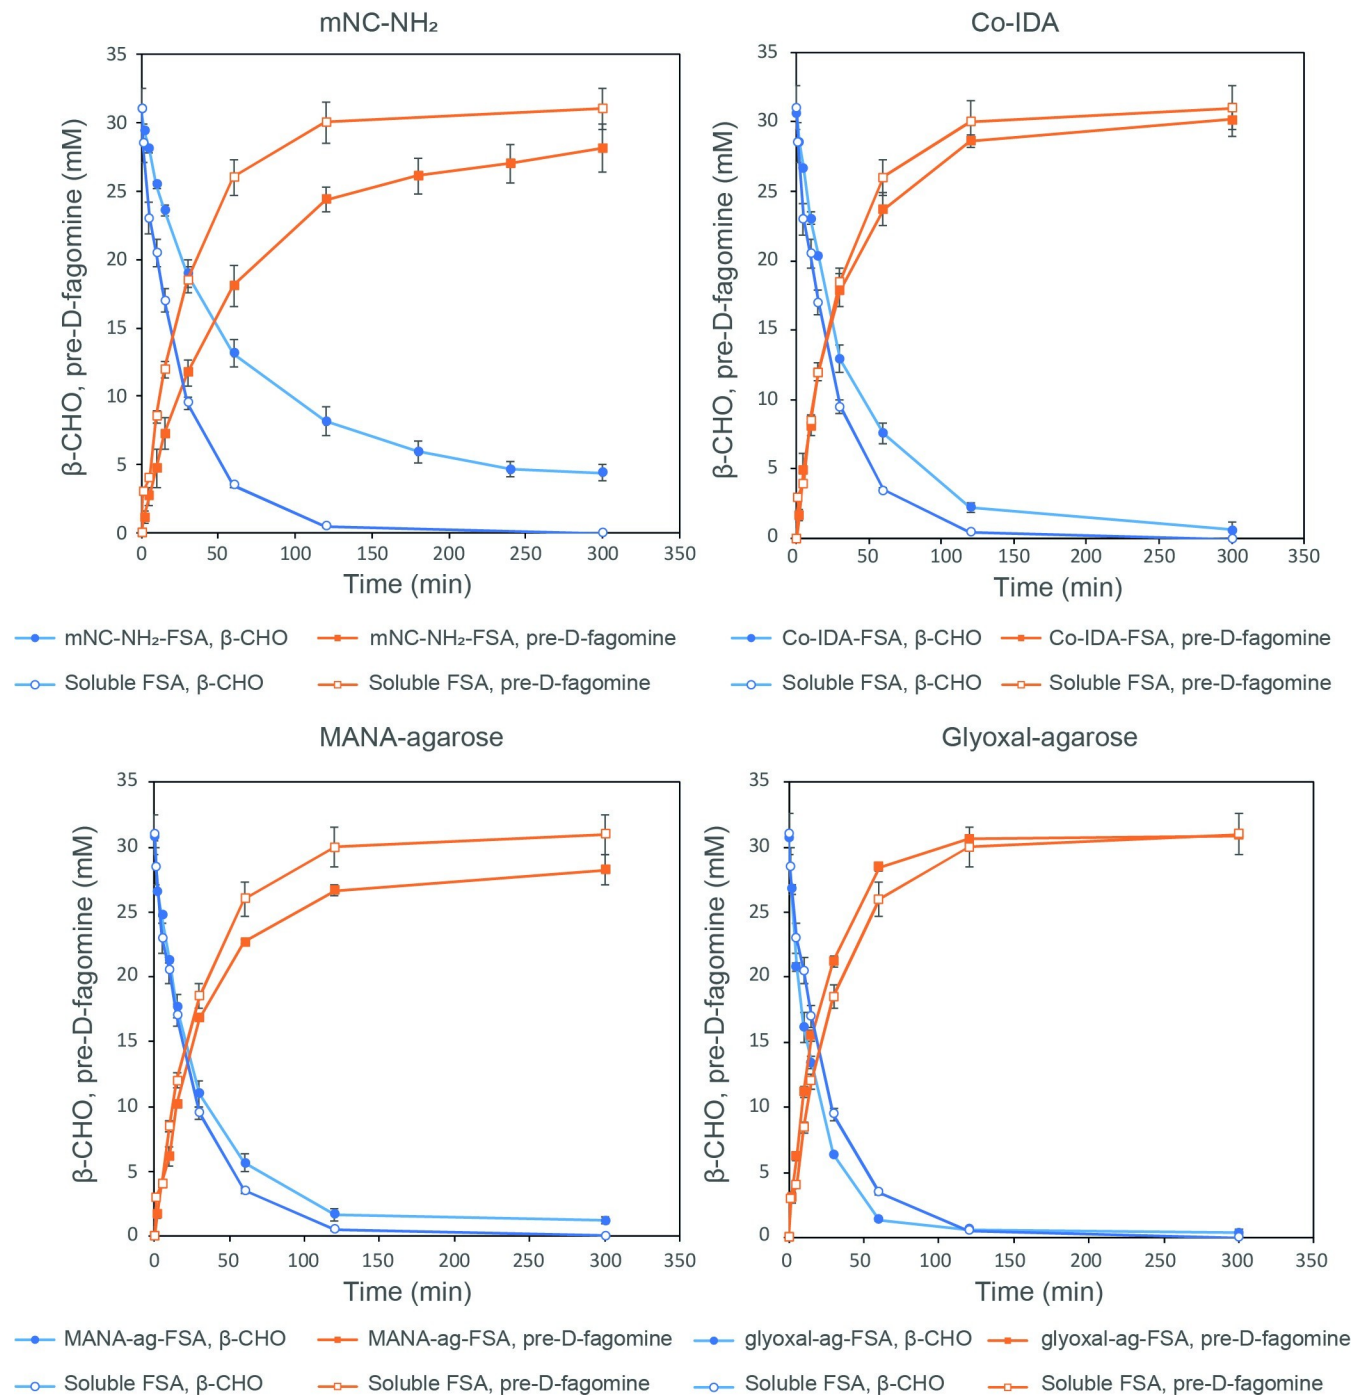 mNC-NH₂
Co-IDA
35
30
25
20
15
10
5
0
β-CHO, pre-D-fagomine (mM)
0 50 100 150 200 250 300 350
Time (min)
35
30
25
20
15
10
5
0
β-CHO, pre-D-fagomine (mM)
0 50 100 150 200 250 300 350
Time (min)
mNC-NH₂-FSA, β-CHO
mNC-NH₂-FSA, pre-D-fagomine
Soluble FSA, β-CHO
Soluble FSA, pre-D-fagomine
Co-IDA-FSA, β-CHO
Co-IDA-FSA, pre-D-fagomine
Soluble FSA, β-CHO
Soluble FSA, pre-D-fagomine
MANA-agarose
Glyoxal-agarose
35
30
25
20
15
10
5
0
β-CHO, pre-D-fagomine (mM)
0 50 100 150 200 250 300 350
Time (min)
35
30
25
20
15
10
5
0
β-CHO, pre-D-fagomine (mM)
0 50 100 150 200 250 300 350
Time (min)
MANA-ag-FSA, β-CHO
MANA-ag-FSA, pre-D-fagomine
Soluble FSA, β-CHO
Soluble FSA, pre-D-fagomine
glyoxal-ag-FSA, β-CHO
glyoxal-ag-FSA, pre-D-fagomine
Soluble FSA, β-CHO
Soluble FSA, pre-D-fagomine